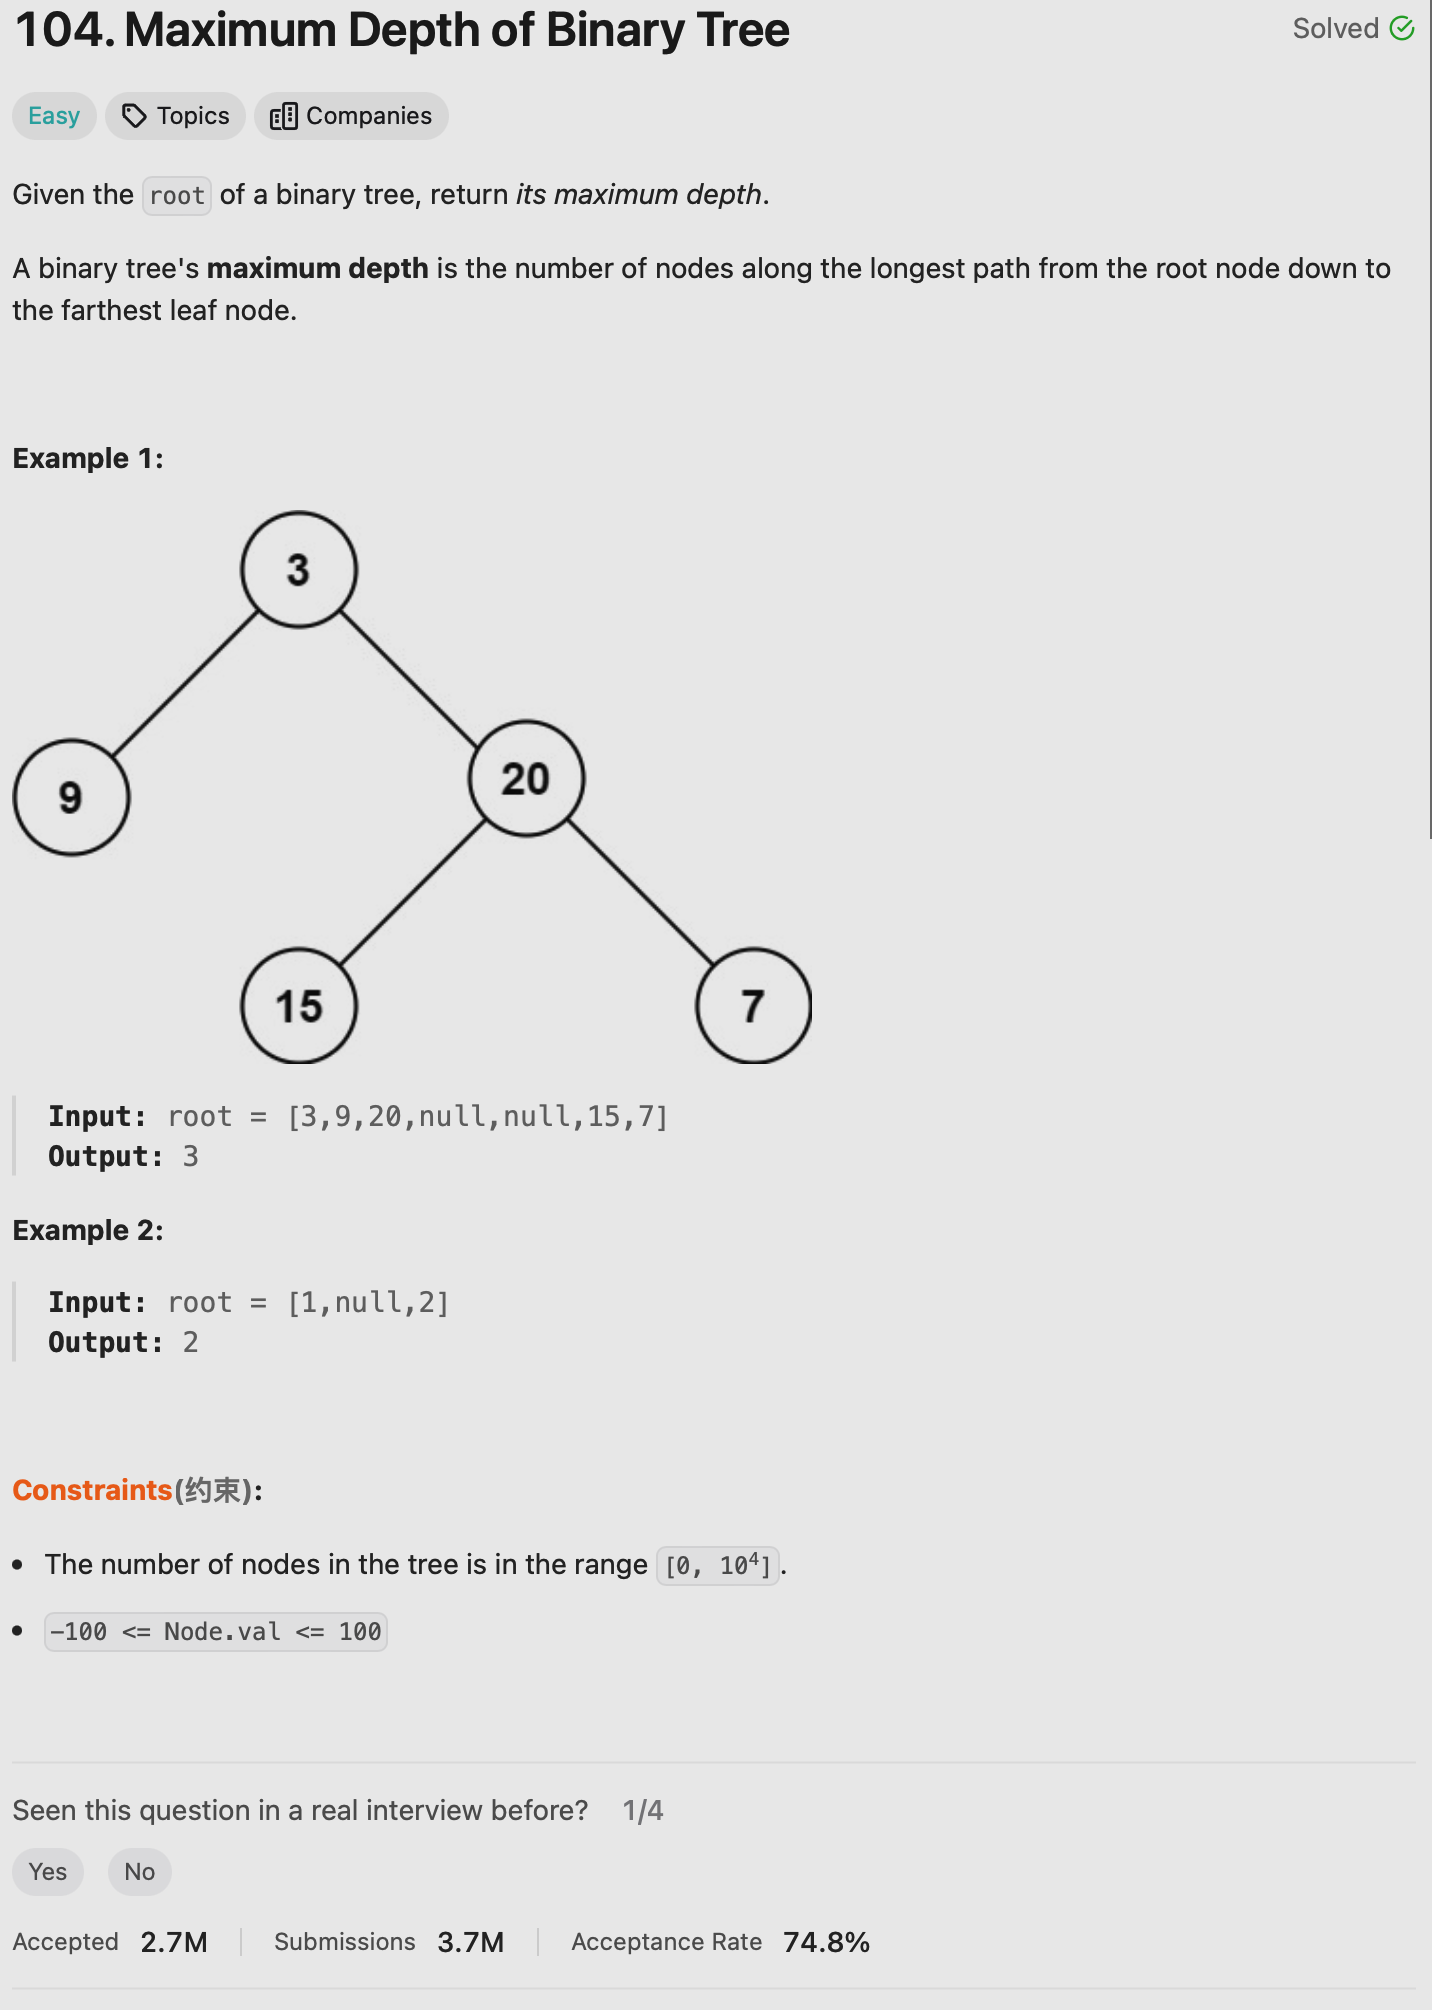 104. Maximum Depth of Binary Tree
Solved
Easy
Topics
Companies
Given the root of a binary tree, return its maximum depth.
A binary tree's maximum depth is the number of nodes along the longest path from the root node down to
the farthest leaf node.
Example 1:
3
9
20
15
7
Input: root = [3,9,20,null,null,15,7]
Output: 3
Example 2:
Input: root = [1,null,2]
Output: 2
Constraints(约束):
• The number of nodes in the tree is in the range [0, 10⁴].
• -100 <= Node.val <= 100
Seen this question in a real interview before? 1/4
Yes No
Accepted 2.7M Submissions 3.7M Acceptance Rate 74.8%